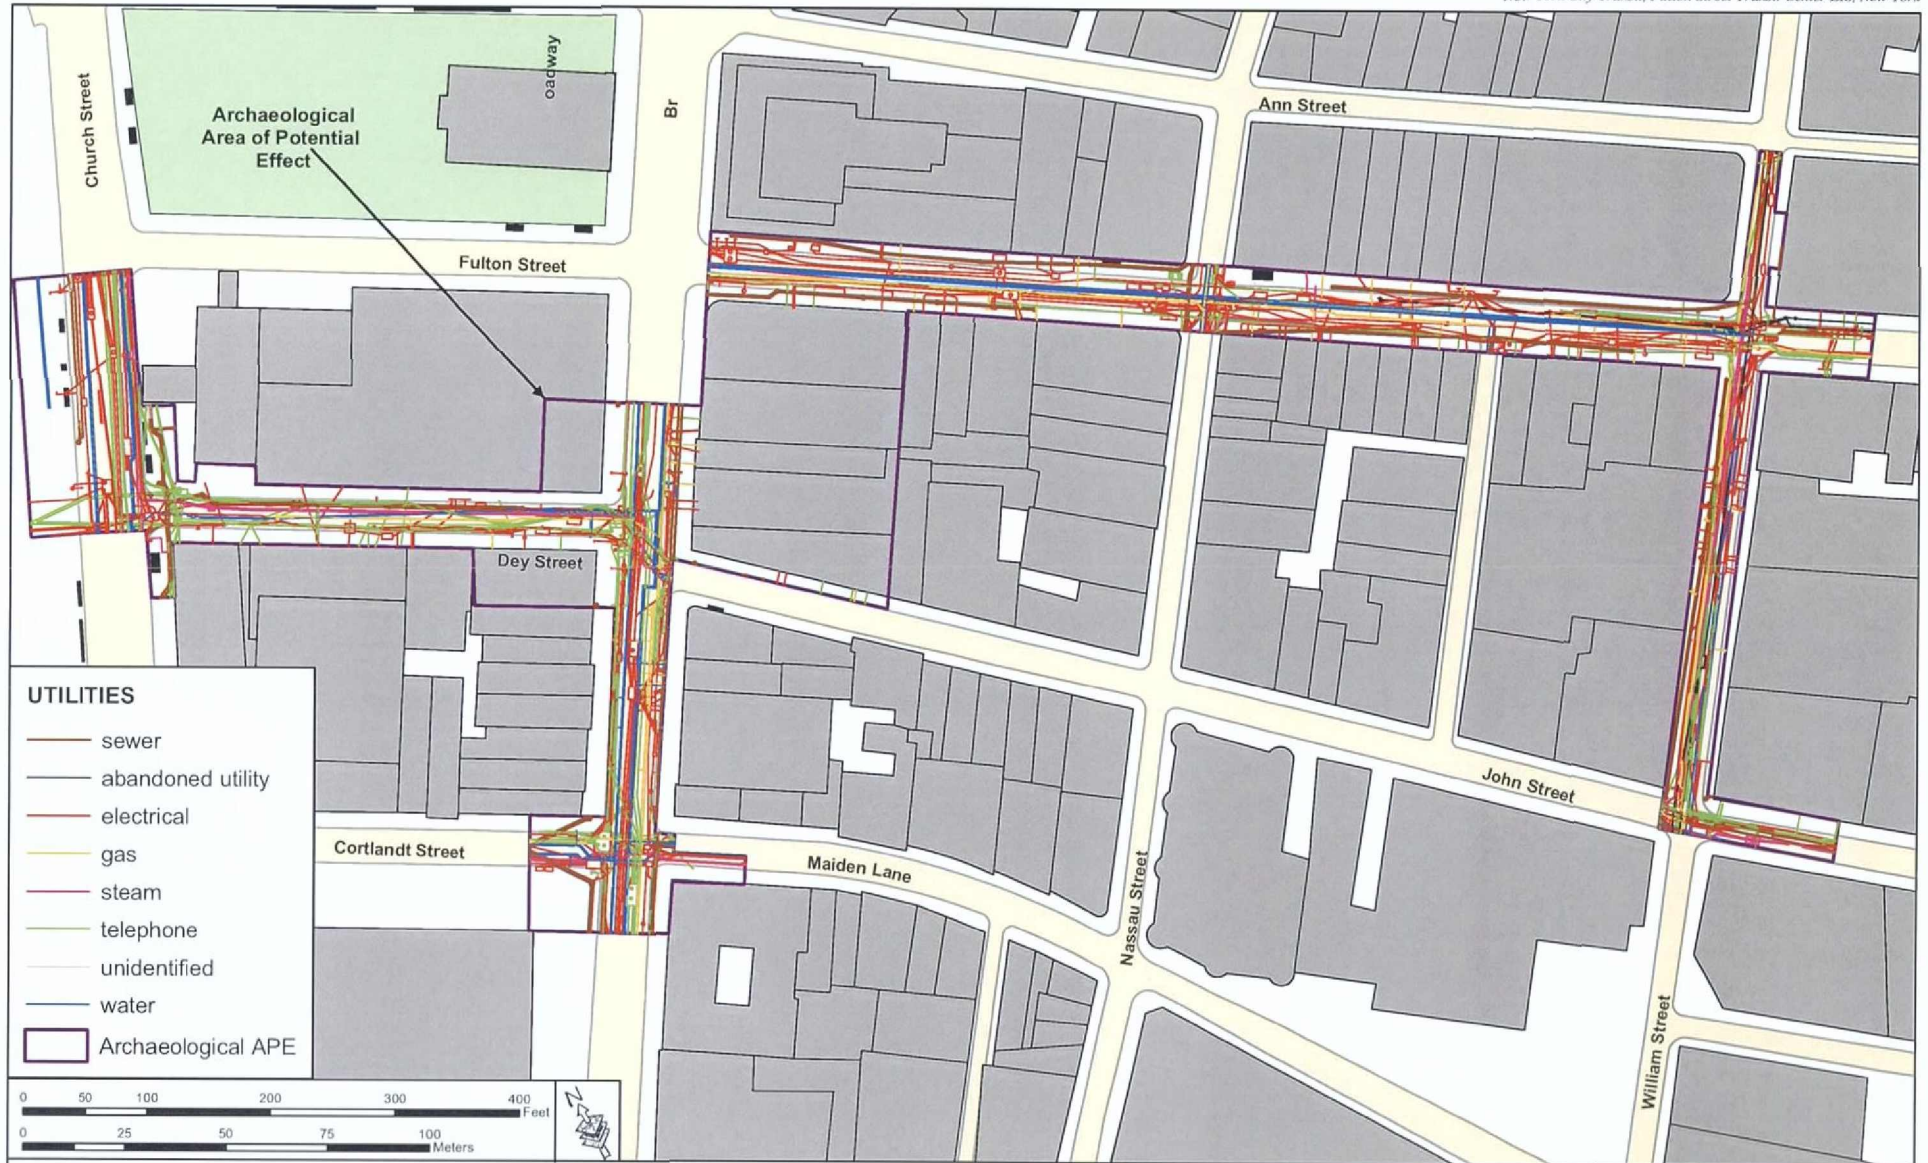 Church Street
oadway
Br
Archaeological
Area of Potential
Effect
Ann Street
Fulton Street
Dey Street
John Street
Cortlandt Street
Maiden Lane
Nassau Street
William Street
UTILITIES
sewer
abandoned utility
electrical
gas
steam
telephone
unidentified
water
Archaeological APE
0 50 100 200 300 400
Feet
0 25 50 75 100
Meters
N